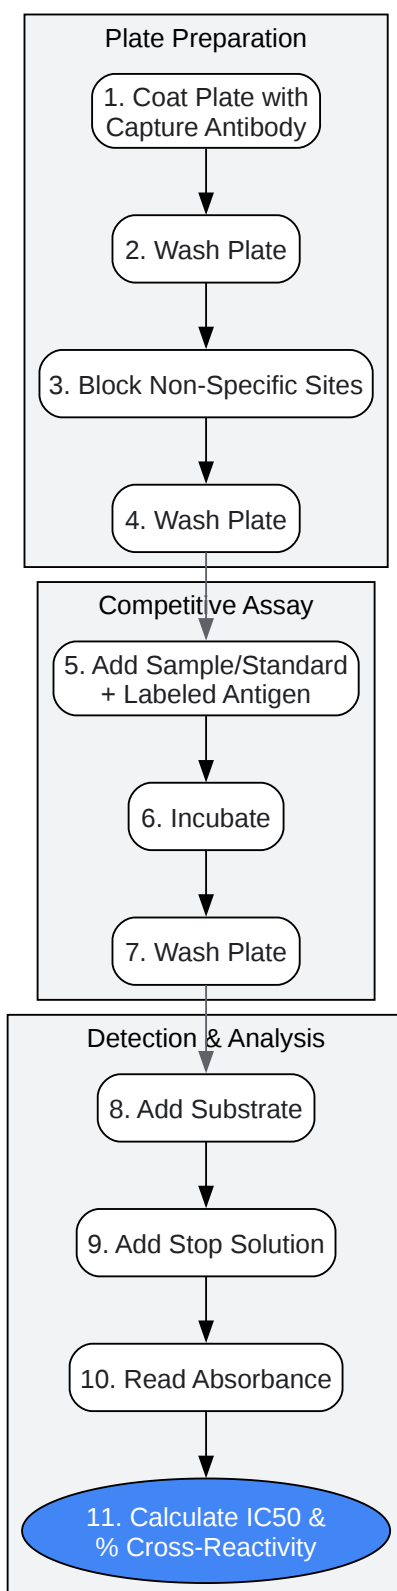 Plate Preparation
1. Coat Plate with
Capture Antibody
2. Wash Plate
3. Block Non-Specific Sites
4. Wash Plate
Competitive Assay
5. Add Sample/Standard
+ Labeled Antigen
6. Incubate
7. Wash Plate
Detection & Analysis
8. Add Substrate
9. Add Stop Solution
10. Read Absorbance
11. Calculate IC50 &
% Cross-Reactivity